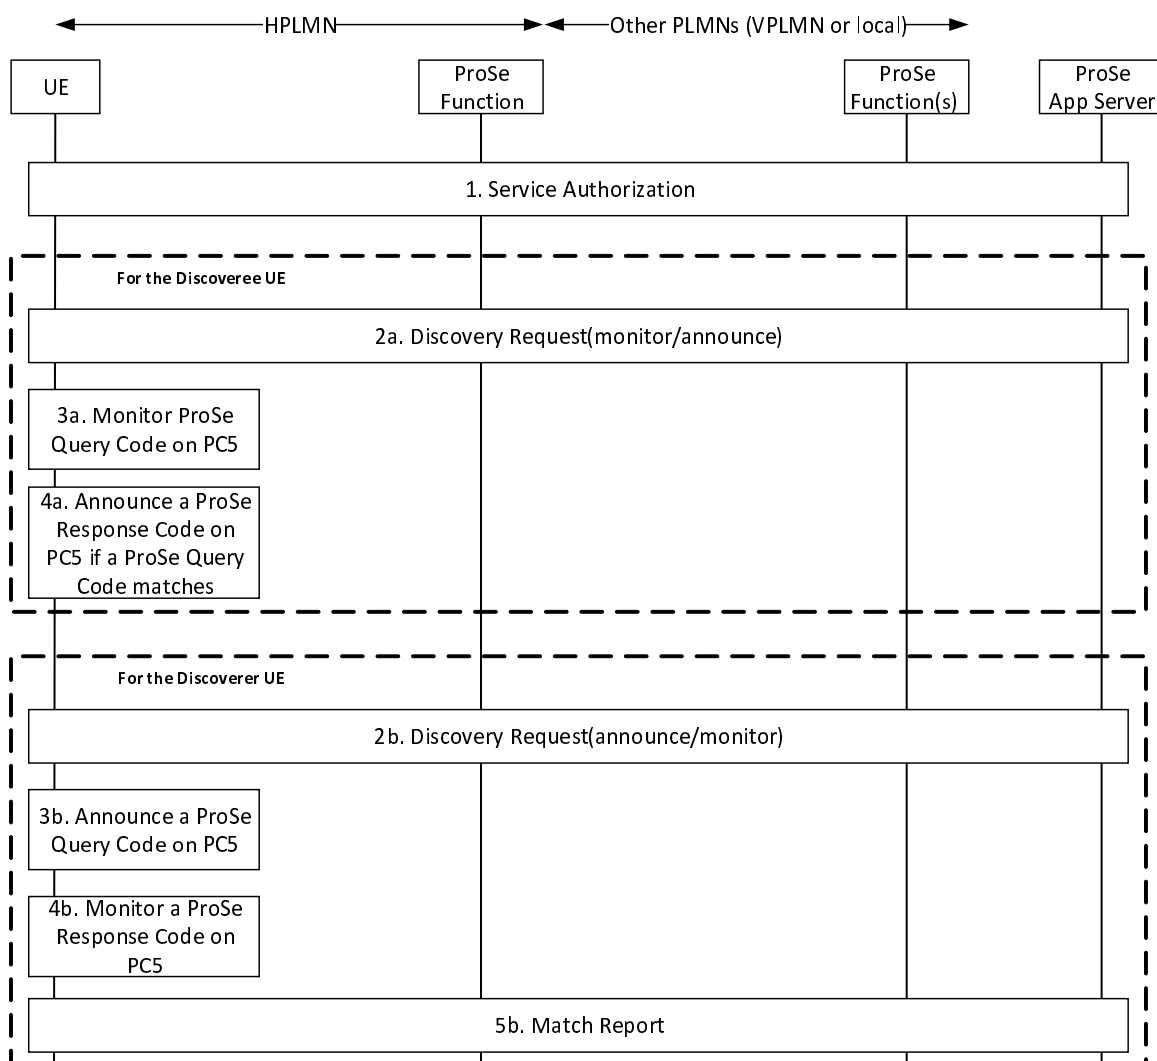 HPLMN
Other PLMNs (VPLMN or local)
UE
ProSe
Function
ProSe
Function(s)
ProSe
App Server
1. Service Authorization
For the Discoveree UE
2a. Discovery Request(monitor/announce)
3a. Monitor ProSe
Query Code on PC5
4a. Announce a ProSe
Response Code on
PC5 if a ProSe Query
Code matches
For the Discoverer UE
2b. Discovery Request(announce/monitor)
3b. Announce a ProSe
Query Code on PC5
4b. Monitor a ProSe
Response Code on
PC5
5b. Match Report